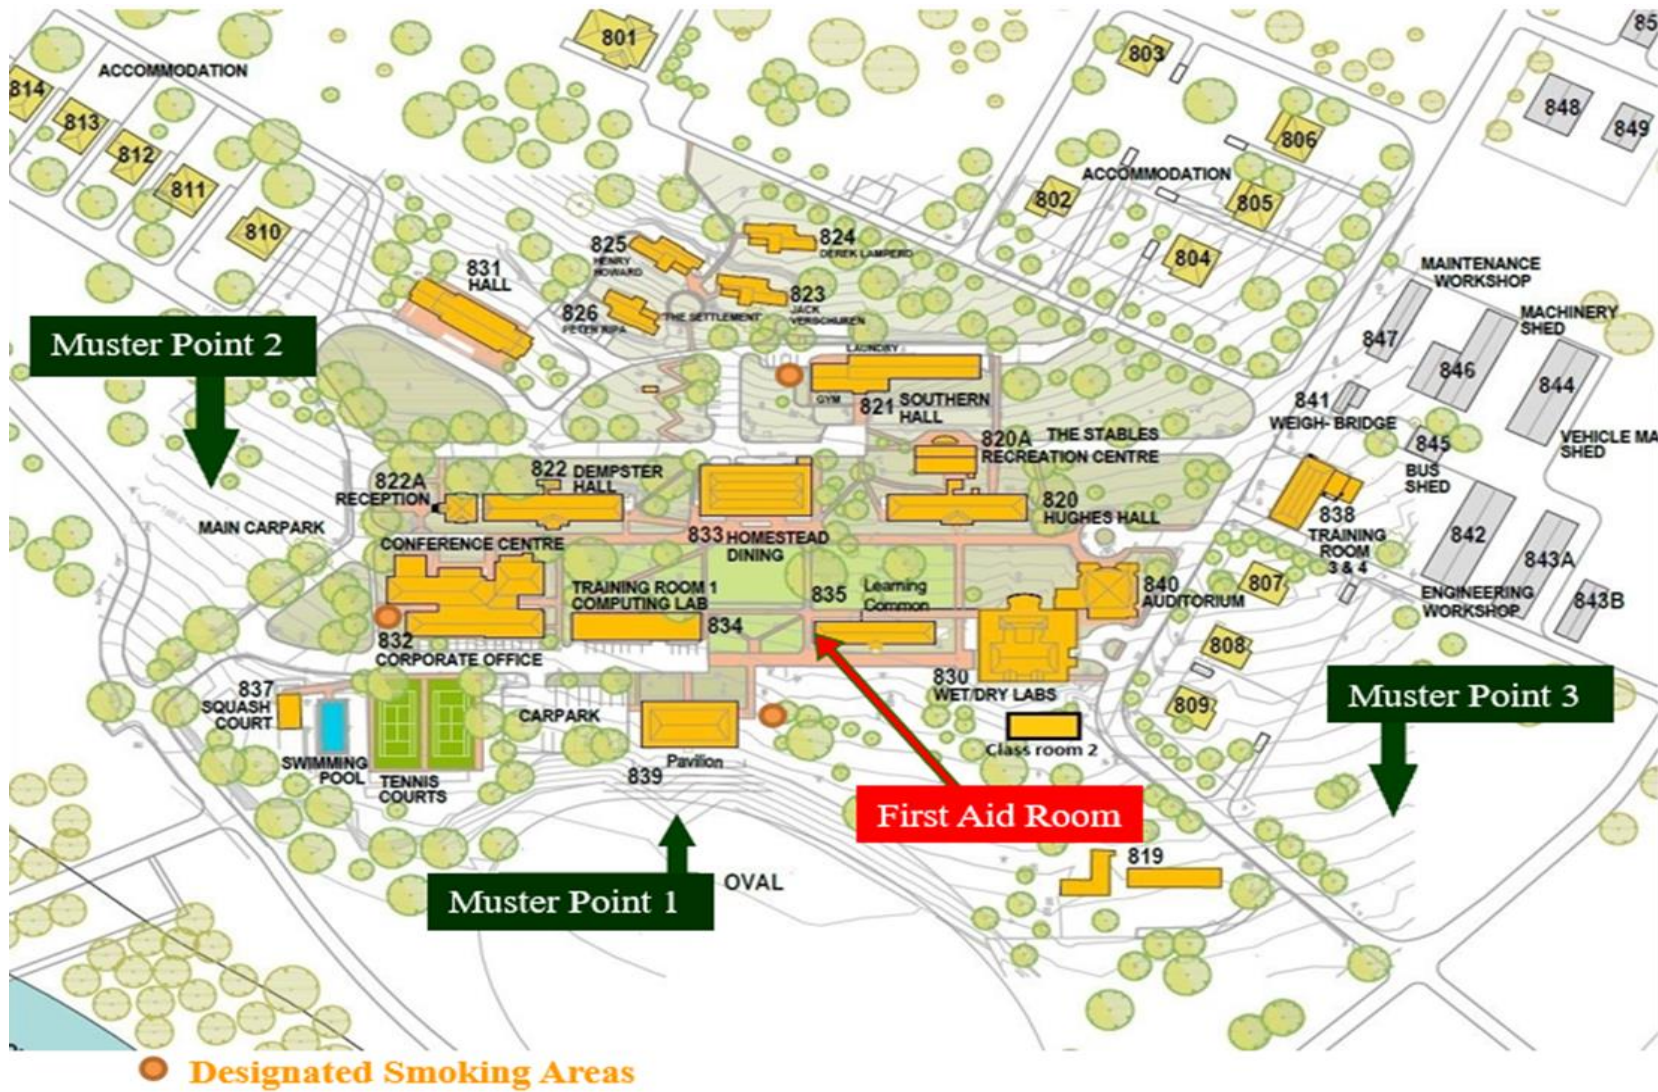 801
803
85
ACCOMMODATION
814
813
812
811
810
848
849
806
ACCOMMODATION
802
805
804
825
HENRY
HOWARD
824
DEREK LAMPERD
831
HALL
823
JACK
VERSCHUREN
826
PETER RIPA
THE SETTLEMENT
MAINTENANCE
WORKSHOP
MACHINERY
SHED
847
846
844
Muster Point 2
LAUNDRY
GYM
821 SOUTHERN
HALL
841
WEIGH- BRIDGE
845
BUS
SHED
VEHICLE MA
SHED
820A THE STABLES
RECREATION CENTRE
822A
RECEPTION
822 DEMPSTER
HALL
820
HUGHES HALL
MAIN CARPARK
833 HOMESTEAD
DINING
838
TRAINING
ROOM
3 & 4
842
843A
843B
ENGINEERING
WORKSHOP
CONFERENCE CENTRE
TRAINING ROOM 1
COMPUTING LAB
834
835
Learning
Common
840
AUDITORIUM
807
808
809
832
CORPORATE OFFICE
830
WET/DRY LABS
837
SQUASH
COURT
CARPARK
Class room 2
Muster Point 3
SWIMMING
POOL
TENNIS
COURTS
Pavilion
839
First Aid Room
819
Muster Point 1
OVAL
Designated Smoking Areas